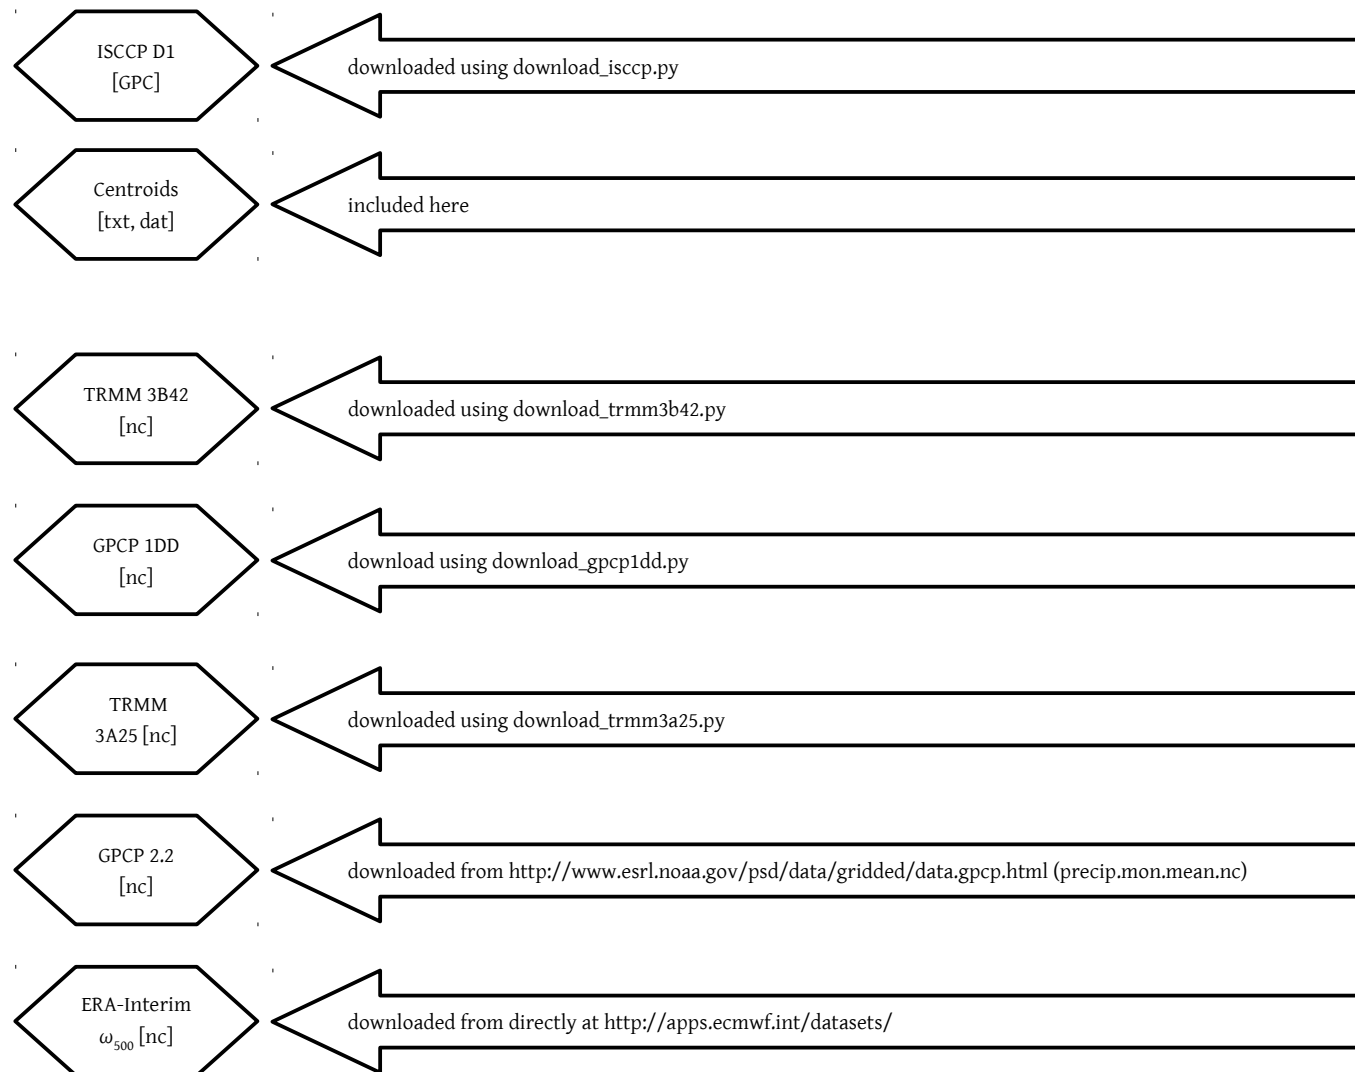 ISCCP D1
[GPC]
downloaded using download_isccp.py
Centroids
[txt, dat]
included here
TRMM 3B42
[nc]
downloaded using download_trmm3b42.py
GPCP 1DD
[nc]
download using download_gpcp1dd.py
TRMM
3A25 [nc]
downloaded using download_trmm3a25.py
GPCP 2.2
[nc]
downloaded from http://www.esrl.noaa.gov/psd/data/gridded/data.gpcp.html (precip.mon.mean.nc)
ERA-Interim
ω500 [nc]
downloaded from directly at http://apps.ecmwf.int/datasets/